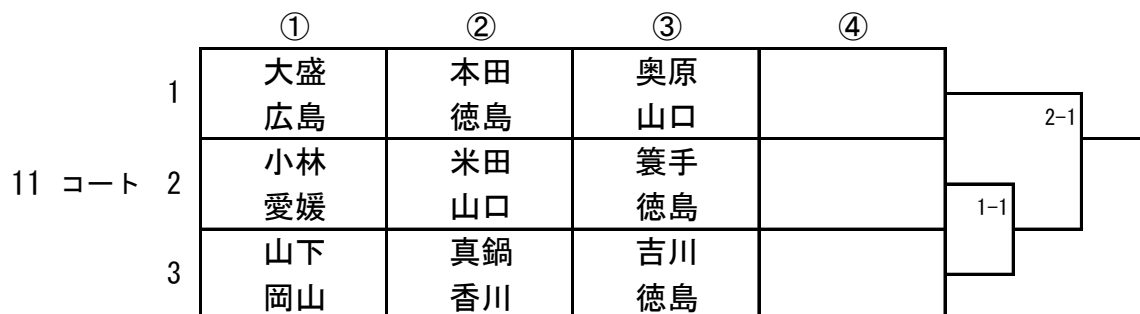 ① ② ③ ④
1 大盛 本田 奥原
広島 徳島 山口
2-1
11 コート 2 小林 米田 簑手
愛媛 山口 徳島
1-1
3 山下 真鍋 吉川
岡山 香川 徳島